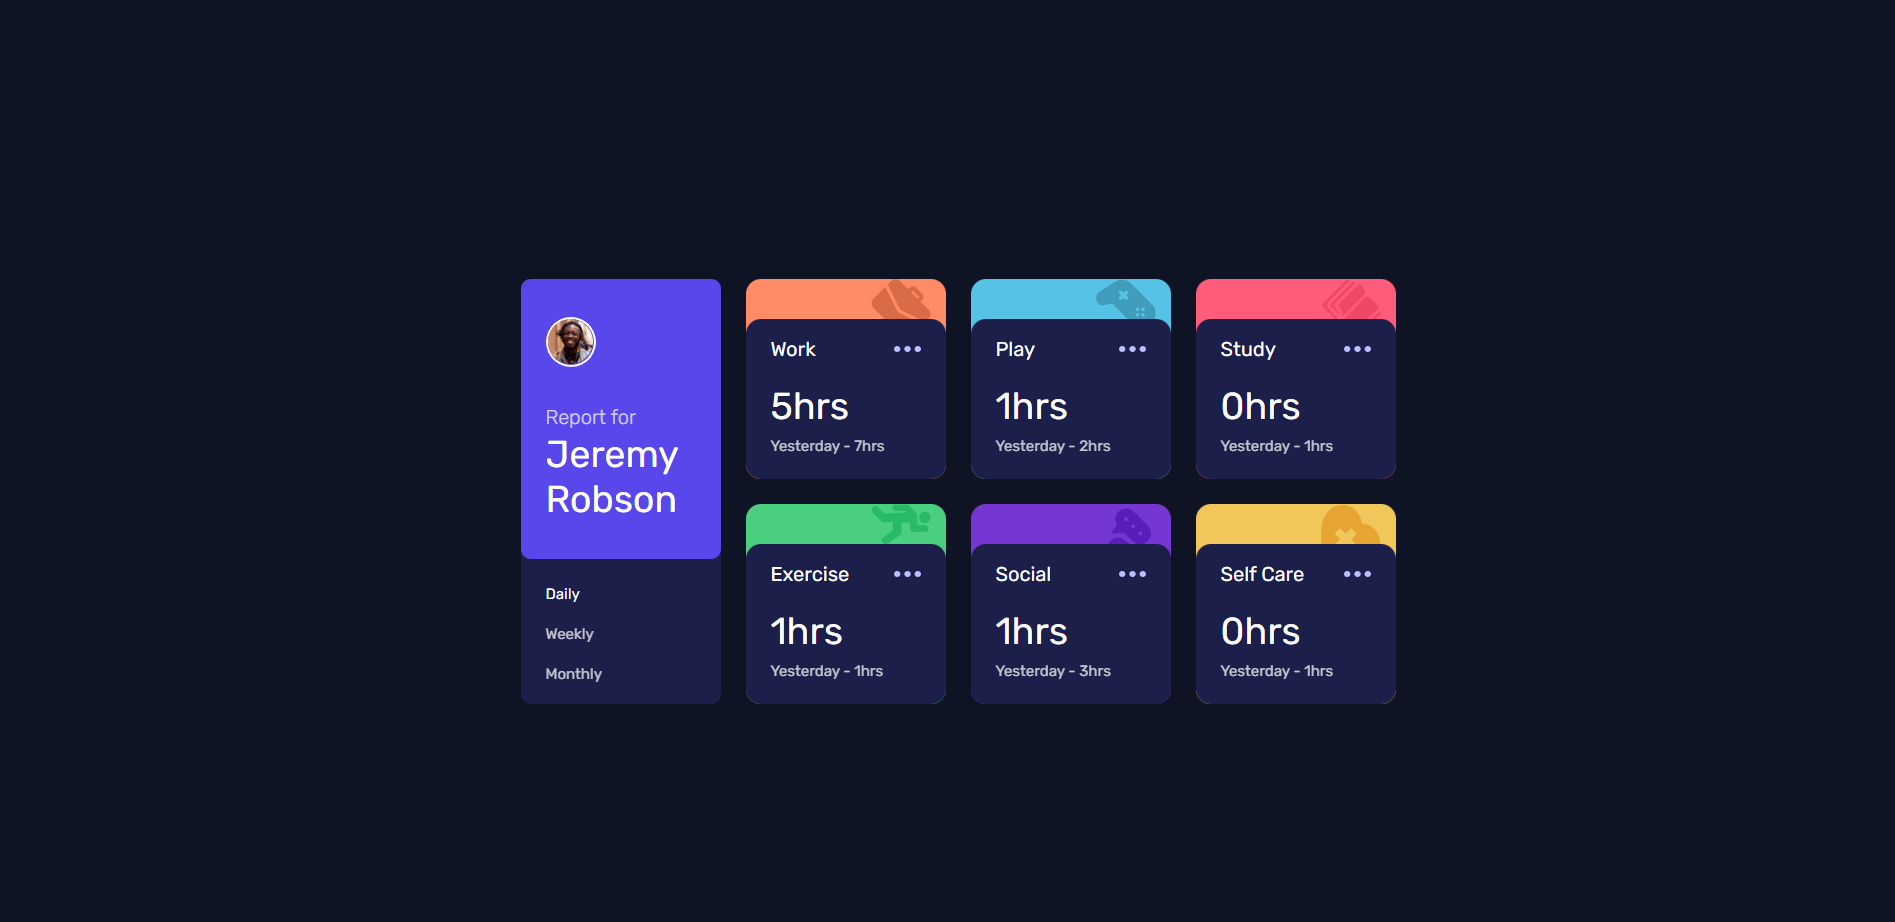 Report for
Jeremy
Robson
Daily
Weekly
Monthly
Work
5hrs
Yesterday - 7hrs
Play
1hrs
Yesterday - 2hrs
Study
0hrs
Yesterday - 1hrs
Exercise
1hrs
Yesterday - 1hrs
Social
1hrs
Yesterday - 3hrs
Self Care
0hrs
Yesterday - 1hrs